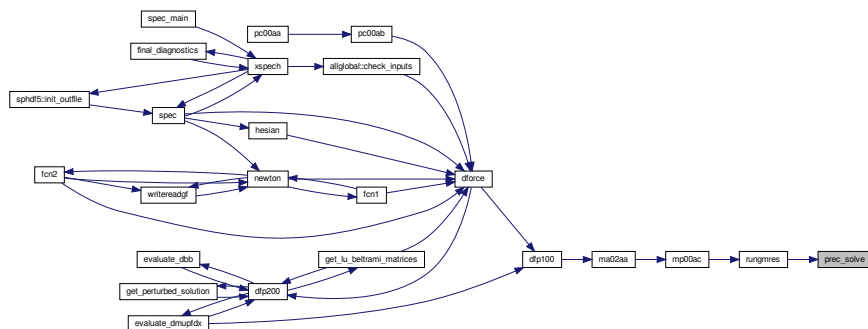 spec_main
pc00aa
pc00ab
final_diagnostics
xspech
allglobal::check_inputs
sphdf5::init_outfile
spec
hesian
fcn2
newton
dforce
writereadgf
fcn1
evaluate_dbb
get_lu_beltrami_matrices
dfp100
ma02aa
mp00ac
rungmres
prec_solve
get_perturbed_solution
dfp200
evaluate_dmupfdx